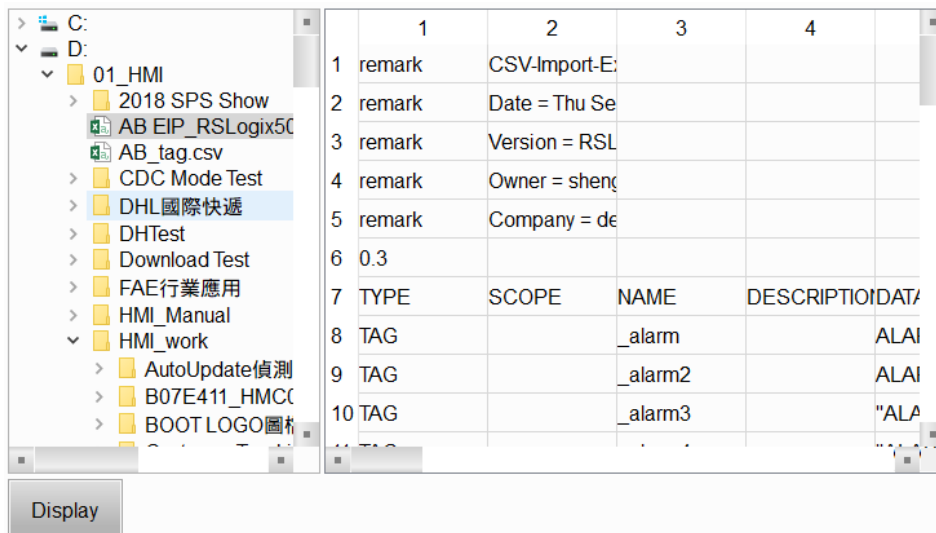 C:
D:
01_HMI
2018 SPS Show
AB EIP_RSLogix50
AB_tag.csv
CDC Mode Test
DHL國際快遞
DHTest
Download Test
FAE行業應用
HMI_Manual
HMI_work
AutoUpdate偵測
B07E411_HMC0
BOOT LOGO圖
1 2 3 4
1 remark CSV-Import-Ex
2 remark Date = Thu Se
3 remark Version = RSL
4 remark Owner = sheng
5 remark Company = de
6 0.3
7 TYPE SCOPE NAME DESCRIPTION DATA
8 TAG _alarm ALAR
9 TAG _alarm2 ALAR
10 TAG _alarm3 "ALA
Display